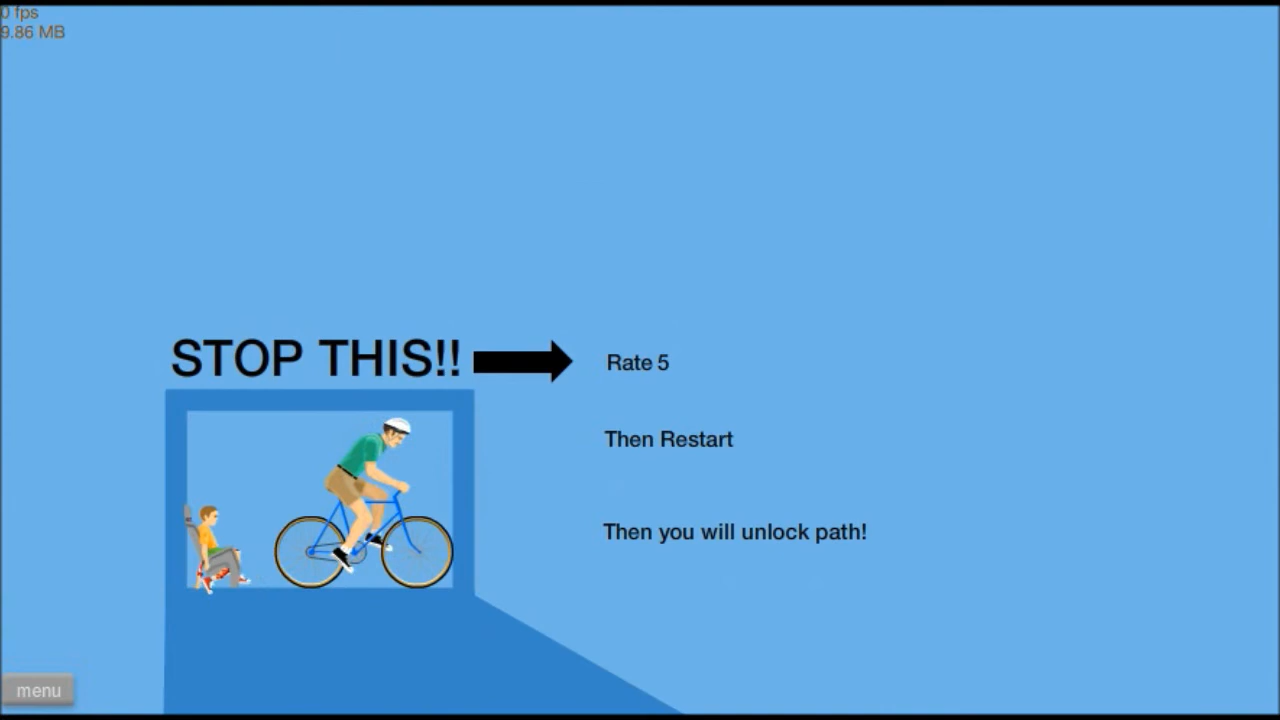 0 fps
9.86 MB
STOP THIS!!
Rate 5
Then Restart
Then you will unlock path!
menu